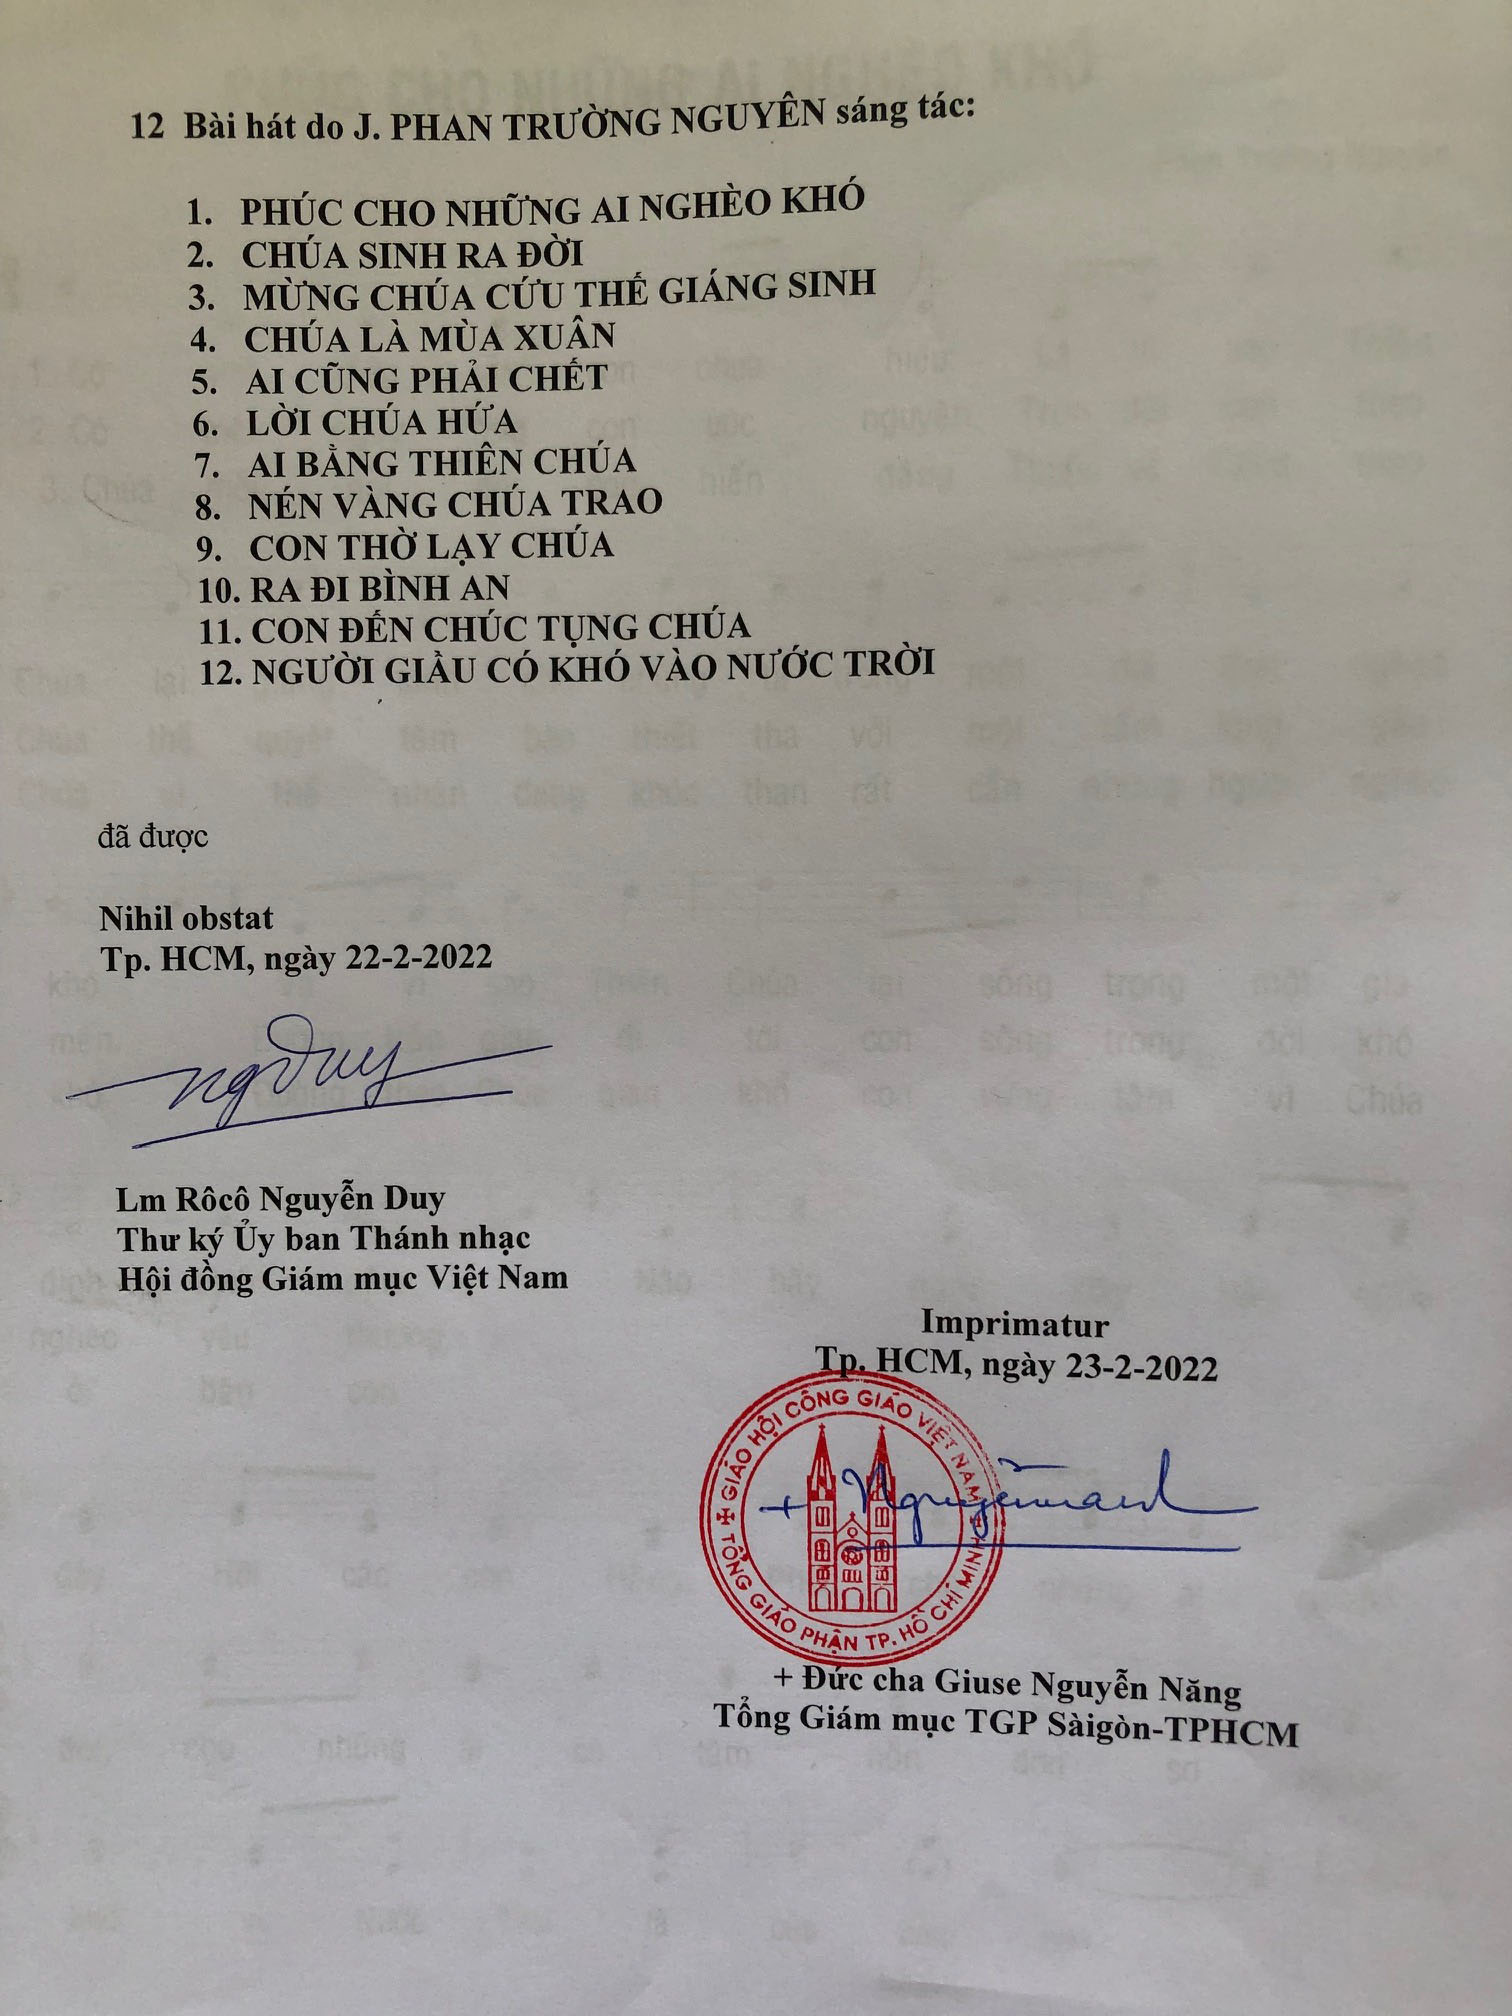 12 Bài hát do J. PHAN TRƯỜNG NGUYÊN sáng tác:
1. PHÚC CHO NHỮNG AI NGHÈO KHÓ
2. CHÚA SINH RA ĐỜI
3. MỪNG CHÚA CỨU THẾ GIÁNG SINH
4. CHÚA LÀ MÙA XUÂN
5. AI CŨNG PHẢI CHẾT
6. LỜI CHÚA HỨA
7. AI BẰNG THIÊN CHÚA
8. NÉN VÀNG CHÚA TRAO
9. CON THỜ LẠY CHÚA
10. RA ĐI BÌNH AN
11. CON ĐẾN CHÚC TỤNG CHÚA
12. NGƯỜI GIẦU CÓ KHÓ VÀO NƯỚC TRỜI
đã được
Nihil obstat
Tp. HCM, ngày 22-2-2022
ngDuy
Lm Rôcô Nguyễn Duy
Thư ký Ủy ban Thánh nhạc
Hội đồng Giám mục Việt Nam
Imprimatur
Tp. HCM, ngày 23-2-2022
GIÁO HỘI CÔNG GIÁO VIỆT NAM
TỔNG GIÁO PHẬN TP. HỒ CHÍ MINH
+ Đức cha Giuse Nguyễn Năng
Tổng Giám mục TGP Sàigòn-TPHCM